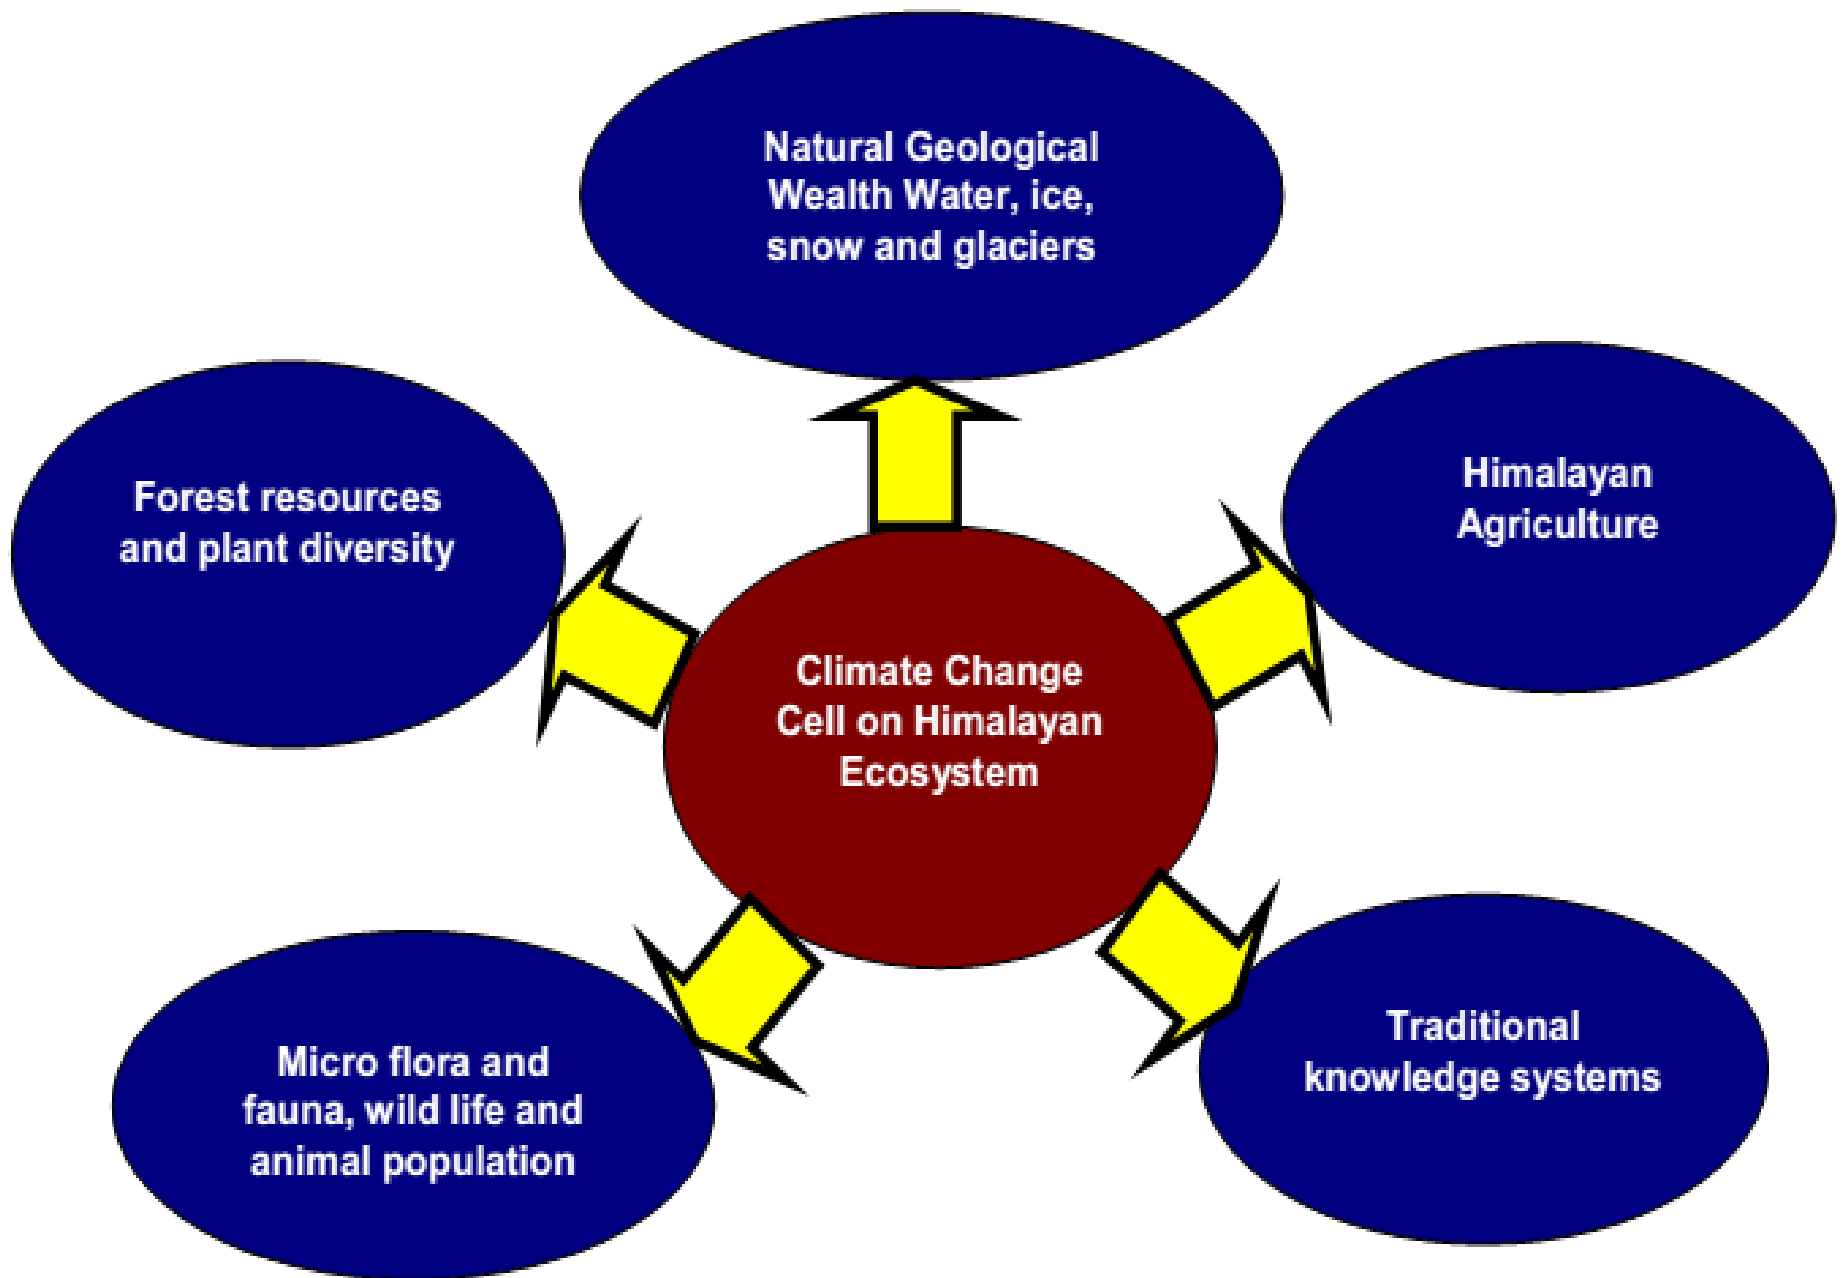 Natural Geological
Wealth Water, ice,
snow and glaciers
Himalayan
Agriculture
Forest resources
and plant diversity
Climate Change
Cell on Himalayan
Ecosystem
Traditional
knowledge systems
Micro flora and
fauna, wild life and
animal population